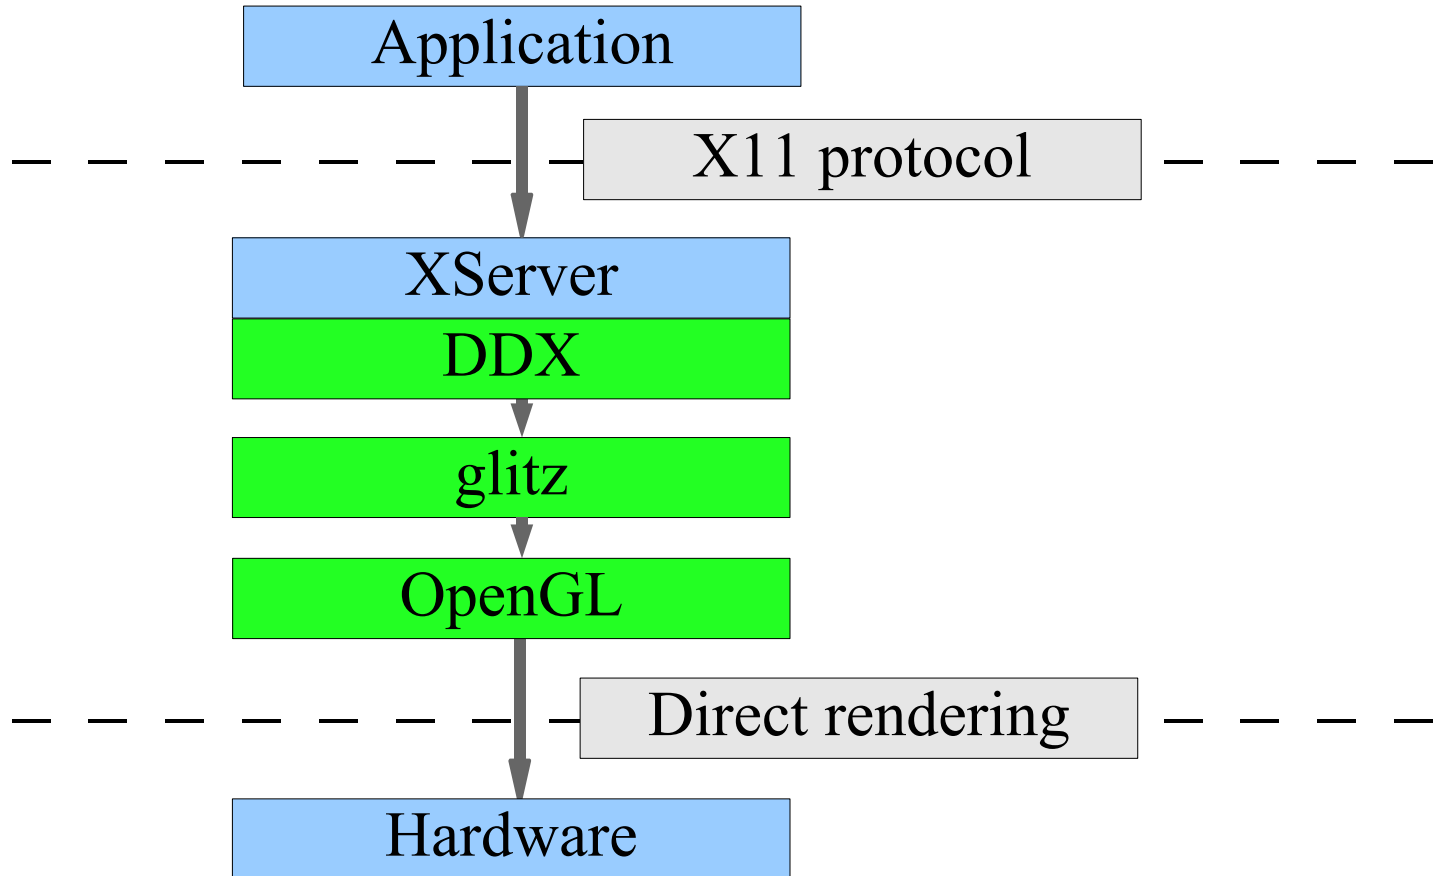 Application
X11 protocol
XServer
DDX
glitz
OpenGL
Direct rendering
Hardware